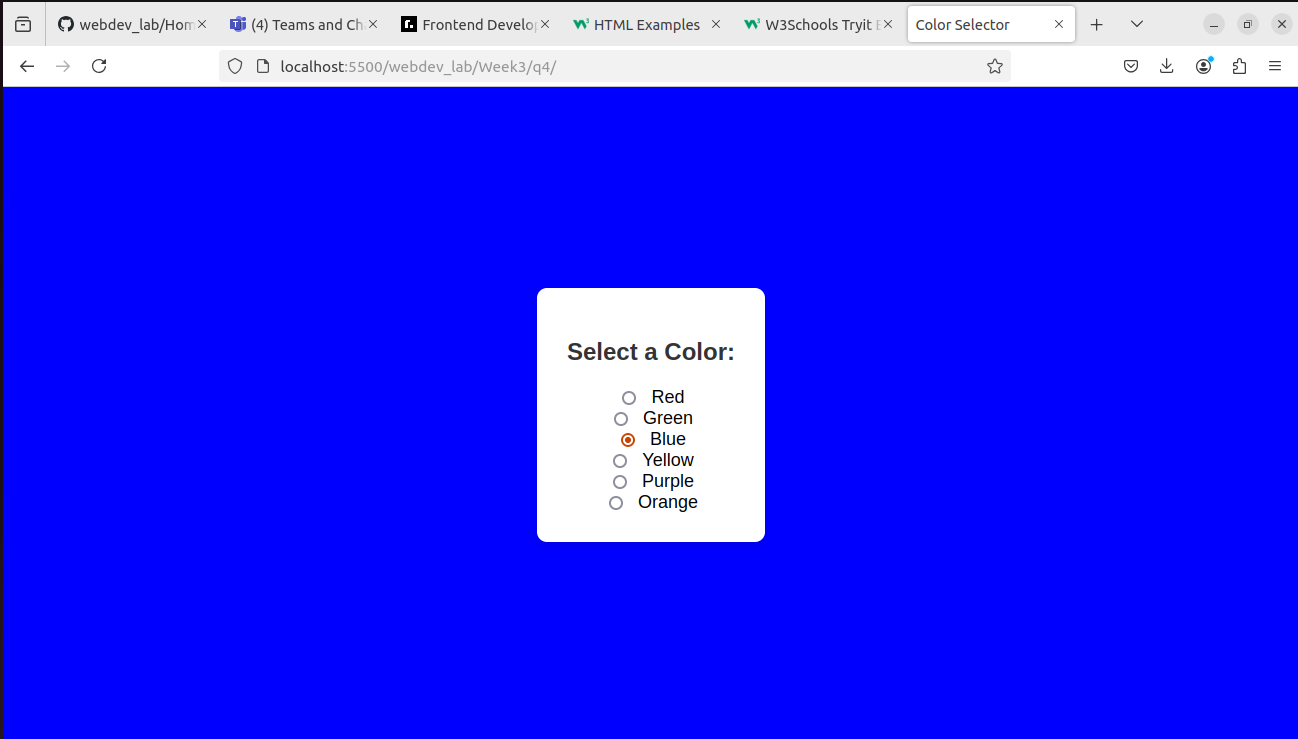 webdev_lab/Hom
(4) Teams and Ch
Frontend Develop
HTML Examples
W3Schools Tryit E
Color Selector
localhost:5500/webdev_lab/Week3/q4/
Select a Color:
Red
Green
Blue
Yellow
Purple
Orange